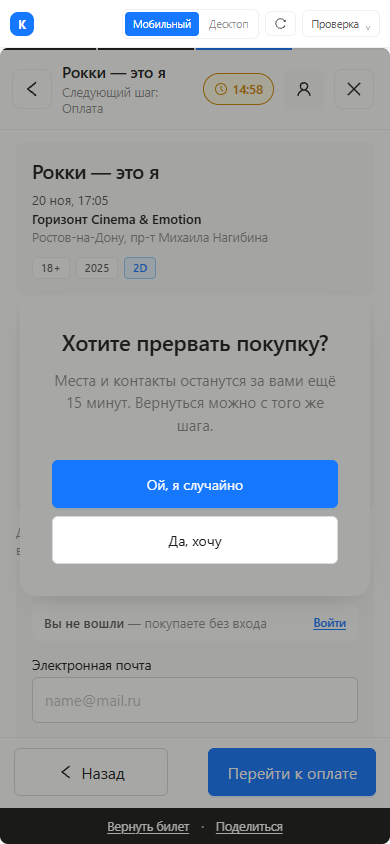 K
Мобильный
Десктоп
Проверка
Рокки — это я
Следующий шаг:
Оплата
14:58
Рокки — это я
20 ноя, 17:05
Горизонт Cinema & Emotion
Ростов-на-Дону, пр-т Михаила Нагибина
18+
2025
2D
Хотите прервать покупку?
Места и контакты останутся за вами ещё
15 минут. Вернуться можно с того же
шага.
Ой, я случайно
Да, хочу
Вы не вошли — покупаете без входа
Войти
Электронная почта
name@mail.ru
Назад
Перейти к оплате
Вернуть билет · Поделиться